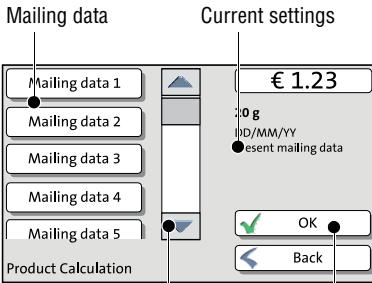 Mailing data
Current settings
Mailing data 1
Mailing data 2
Mailing data 3
Mailing data 4
Mailing data 5
Product Calculation
€ 1.23
20 g
DD/MM/YY
esent mailing data
OK
Back